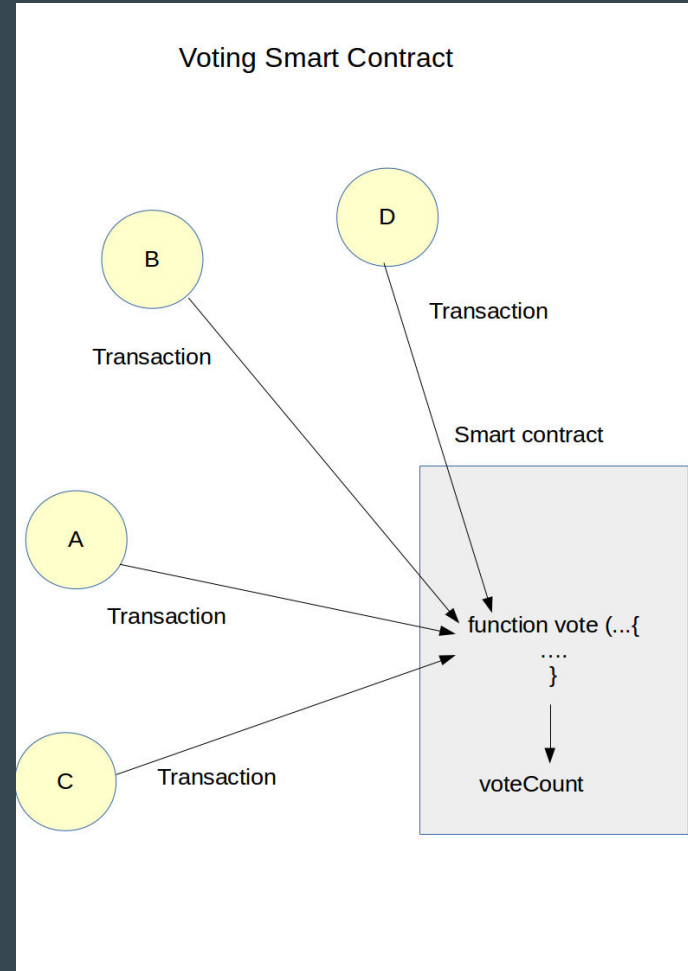 Voting Smart Contract
D
B
Transaction
Transaction
Smart contract
A
Transaction
function vote (...{
....
}
C
Transaction
voteCount